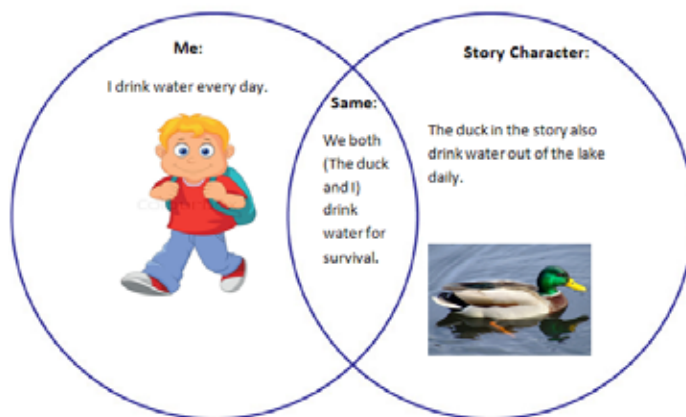 Me:
I drink water every day.
Same:
We both
(The duck
and I)
drink
water for
survival.
Story Character:
The duck in the story also
drink water out of the lake
daily.